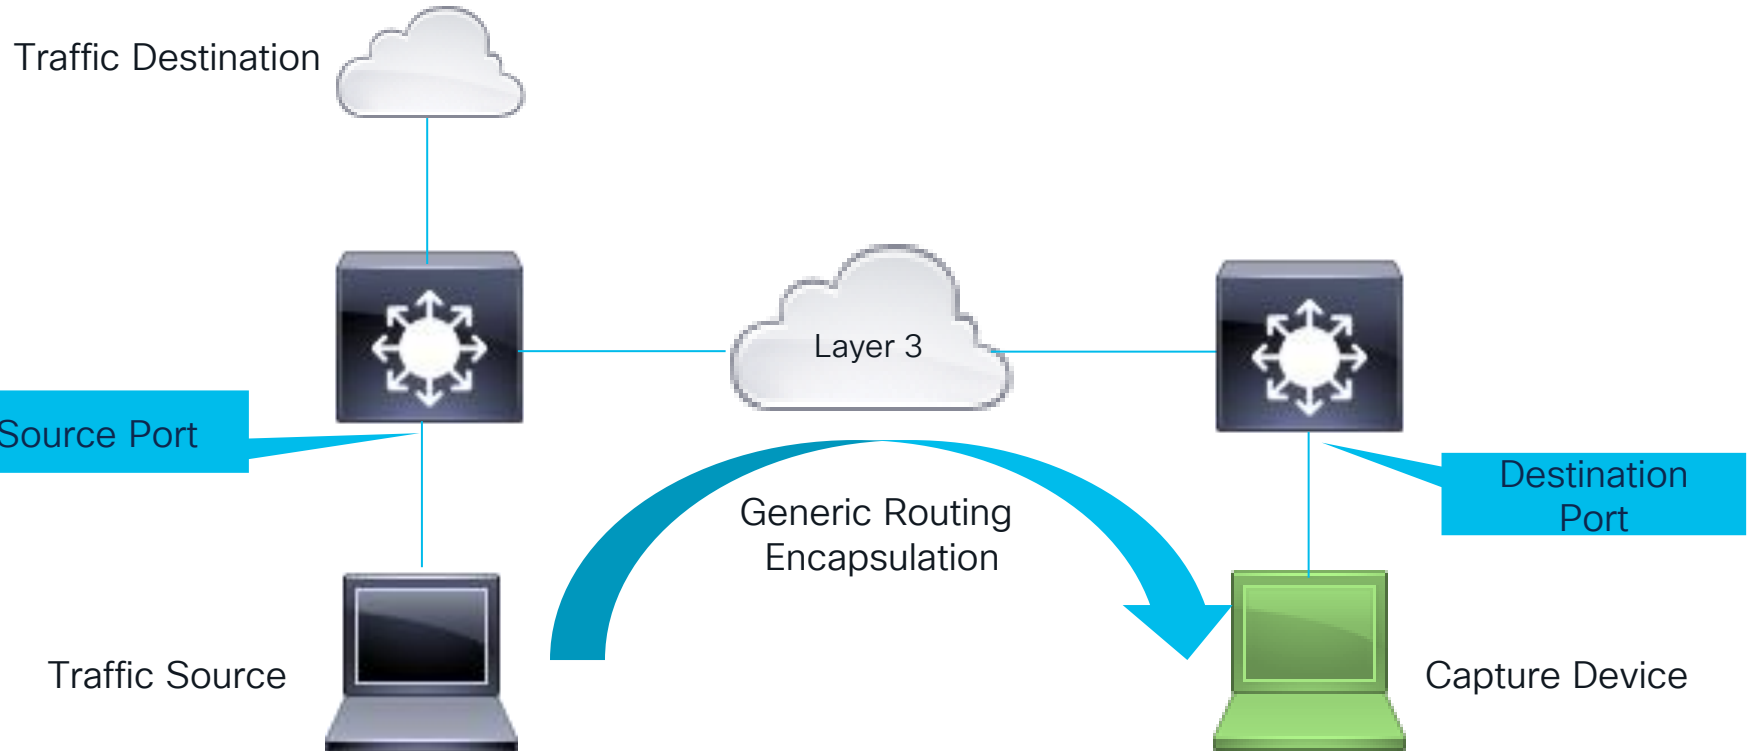 Traffic Destination
Layer 3
Source Port
Destination
Port
Generic Routing
Encapsulation
Traffic Source
Capture Device